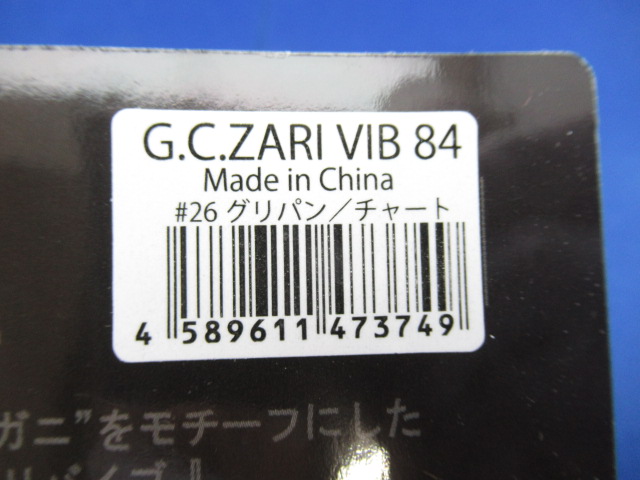 G.C.ZARI VIB 84
Made in China
#26 グリパン／チャート
4 589611 473749
ガニ”をモチーフにした